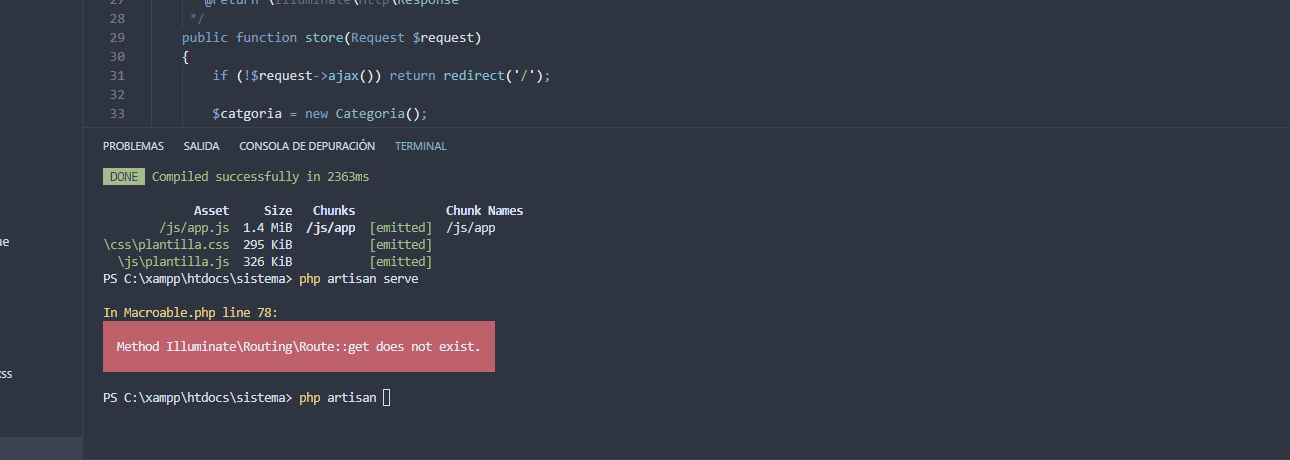 27 @return \Illuminate\Http\Response
28 */
29 public function store(Request $request)
30 {
31 if (!$request->ajax()) return redirect('/');
32
33 $catgoria = new Categoria();
PROBLEMAS SALIDA CONSOLA DE DEPURACIÓN TERMINAL
DONE Compiled successfully in 2363ms
Asset Size Chunks Chunk Names
/js/app.js 1.4 MiB /js/app [emitted] /js/app
\css\plantilla.css 295 KiB [emitted]
\js\plantilla.js 326 KiB [emitted]
PS C:\xampp\htdocs\sistema> php artisan serve
In Macroable.php line 78:
Method Illuminate\Routing\Route::get does not exist.
PS C:\xampp\htdocs\sistema> php artisan
ue
css